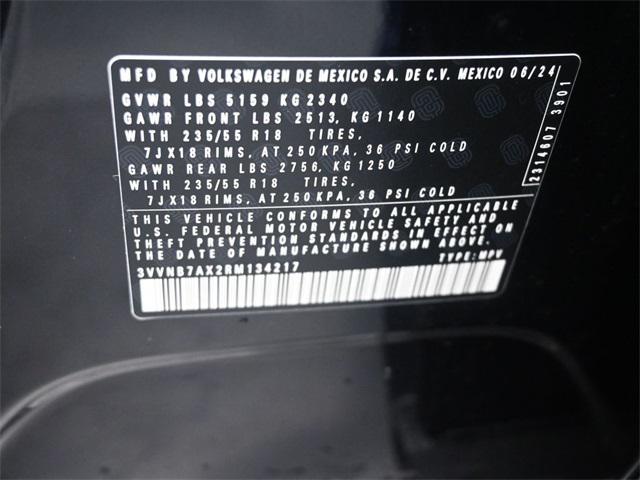 MFD BY VOLKSWAGEN DE MEXICO S.A. DE C.V. MEXICO 06/24
GVWR LBS 5159 KG 2340
GAWR FRONT LBS 2513, KG 1140
WITH 235/55 R18 TIRES,
7JX18 RIMS, AT 250 KPA, 36 PSI COLD
GAWR REAR LBS 2756, KG 1250
WITH 235/55 R18 TIRES,
7JX18 RIMS, AT 250 KPA, 36 PSI COLD
THIS VEHICLE CONFORMS TO ALL APPLICABLE
U.S. FEDERAL MOTOR VEHICLE SAFETY AND
THEFT PREVENTION STANDARDS IN EFFECT ON
THE DATE OF MANUFACTURE SHOWN ABOVE.
3VVNB7AX2RM134217 TYPE: MPV
2314607 3901